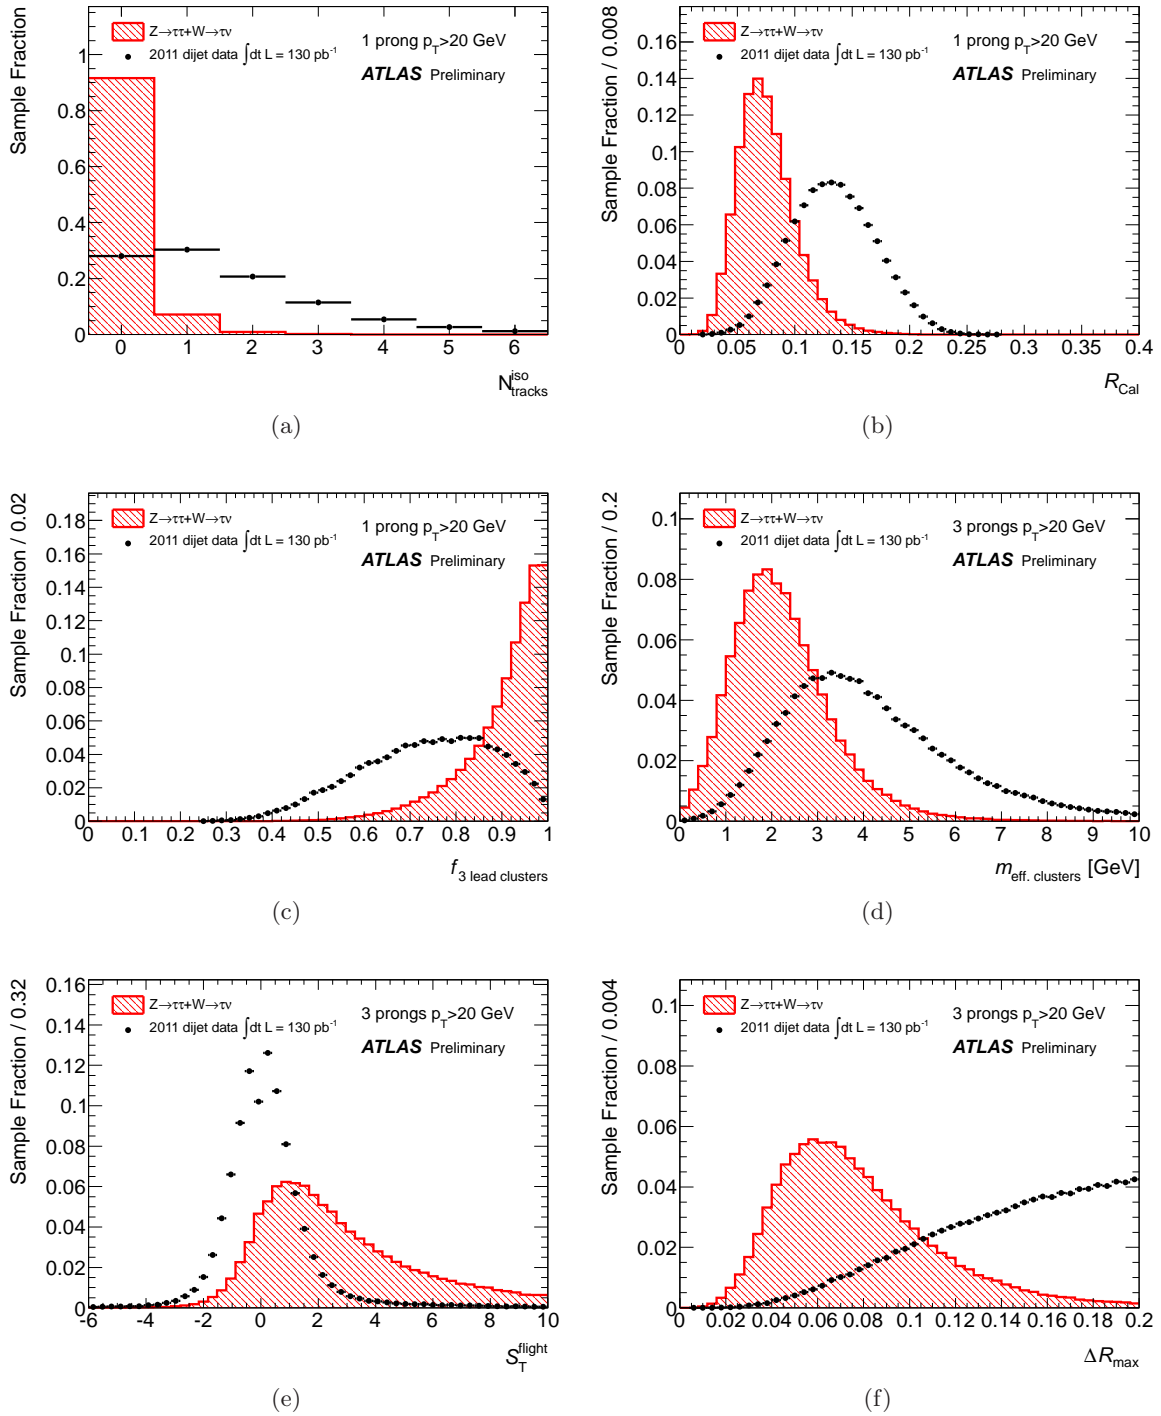 Sample Fraction
1
0.8
0.6
0.4
0.2
0
Z→ττ+W→τν
2011 dijet data ∫dt L = 130 pb⁻¹
1 prong p_T>20 GeV
ATLAS Preliminary
0 1 2 3 4 5 6
N^iso_tracks
(a)
Sample Fraction / 0.008
0.16
0.14
0.12
0.1
0.08
0.06
0.04
0.02
0
Z→ττ+W→τν
2011 dijet data ∫dt L = 130 pb⁻¹
1 prong p_T>20 GeV
ATLAS Preliminary
0 0.05 0.1 0.15 0.2 0.25 0.3 0.35 0.4
R_Cal
(b)
Sample Fraction / 0.02
0.18
0.16
0.14
0.12
0.1
0.08
0.06
0.04
0.02
0
Z→ττ+W→τν
2011 dijet data ∫dt L = 130 pb⁻¹
1 prong p_T>20 GeV
ATLAS Preliminary
0 0.1 0.2 0.3 0.4 0.5 0.6 0.7 0.8 0.9 1
f_3 lead clusters
(c)
Sample Fraction / 0.2
0.1
0.08
0.06
0.04
0.02
0
Z→ττ+W→τν
2011 dijet data ∫dt L = 130 pb⁻¹
3 prongs p_T>20 GeV
ATLAS Preliminary
0 1 2 3 4 5 6 7 8 9 10
m_eff. clusters [GeV]
(d)
Sample Fraction / 0.32
0.16
0.14
0.12
0.1
0.08
0.06
0.04
0.02
0
Z→ττ+W→τν
2011 dijet data ∫dt L = 130 pb⁻¹
3 prongs p_T>20 GeV
ATLAS Preliminary
-6 -4 -2 0 2 4 6 8 10
S_T^flight
(e)
Sample Fraction / 0.004
0.1
0.08
0.06
0.04
0.02
0
Z→ττ+W→τν
2011 dijet data ∫dt L = 130 pb⁻¹
3 prongs p_T>20 GeV
ATLAS Preliminary
0 0.02 0.04 0.06 0.08 0.1 0.12 0.14 0.16 0.18 0.2
ΔR_max
(f)